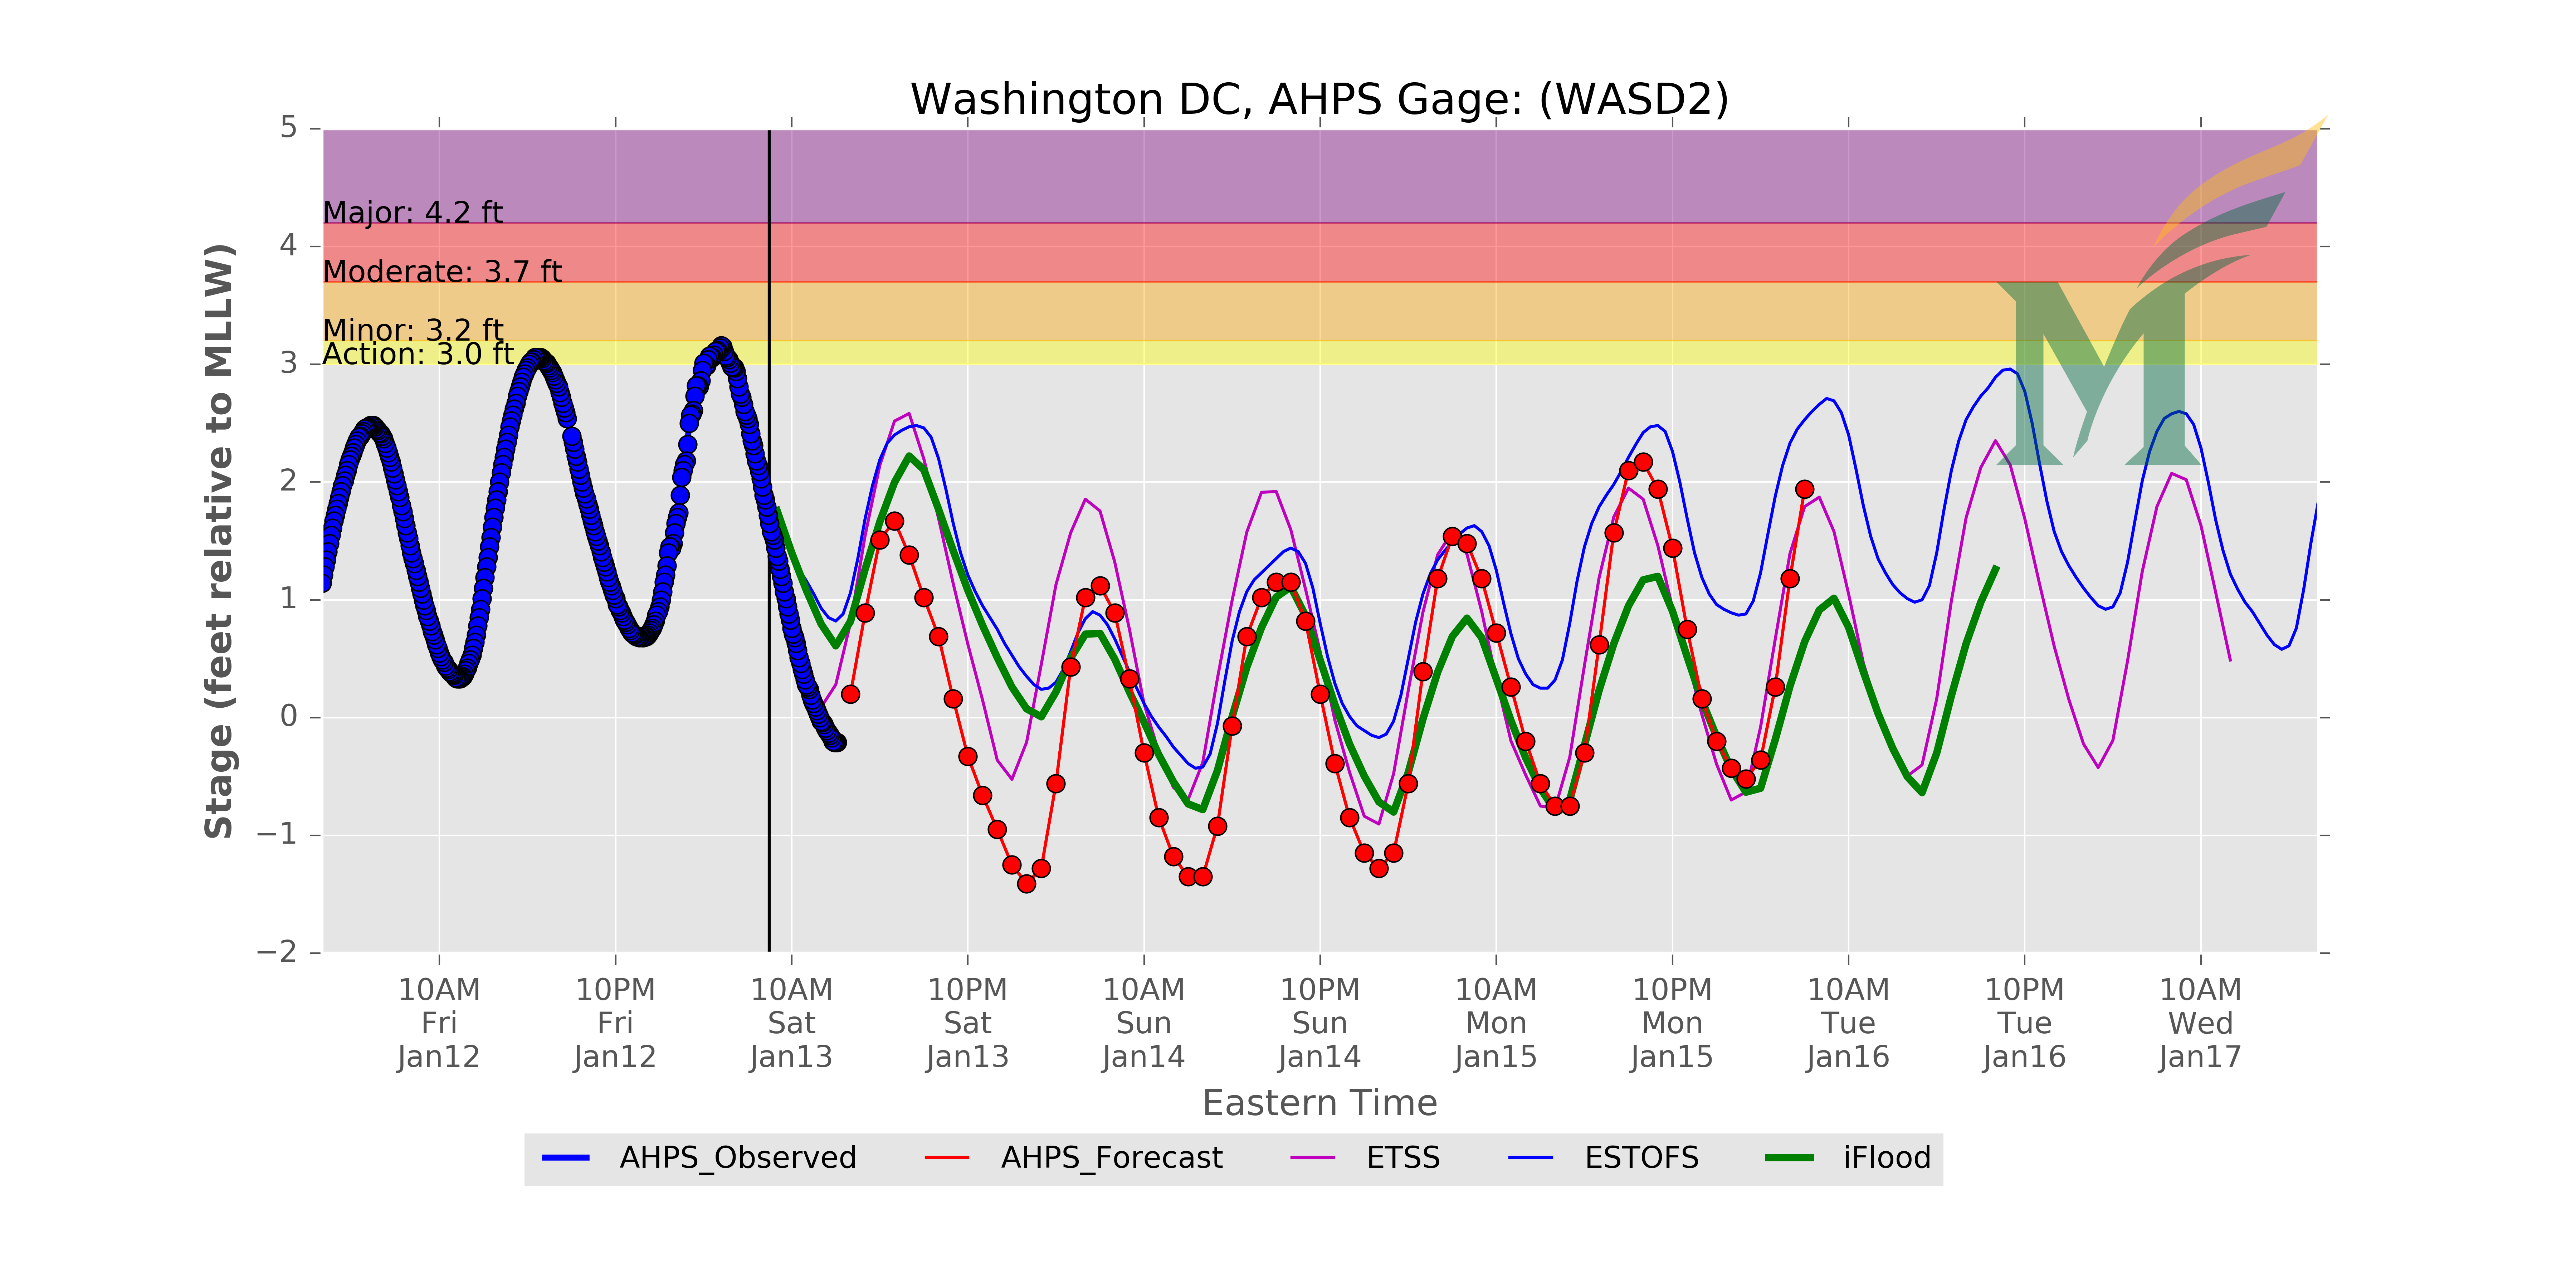 Washington DC, AHPS Gage: (WASD2)
5
Major: 4.2 ft
4
Moderate: 3.7 ft
Minor: 3.2 ft
Action: 3.0 ft
3
2
1
0
−1
−2
Stage (feet relative to MLLW)
10AM 10PM 10AM 10PM 10AM 10PM 10AM 10PM 10AM 10PM 10AM
Fri Fri Sat Sat Sun Sun Mon Mon Tue Tue Wed
Jan12 Jan12 Jan13 Jan13 Jan14 Jan14 Jan15 Jan15 Jan16 Jan16 Jan17
Eastern Time
AHPS_Observed AHPS_Forecast ETSS ESTOFS iFlood
M